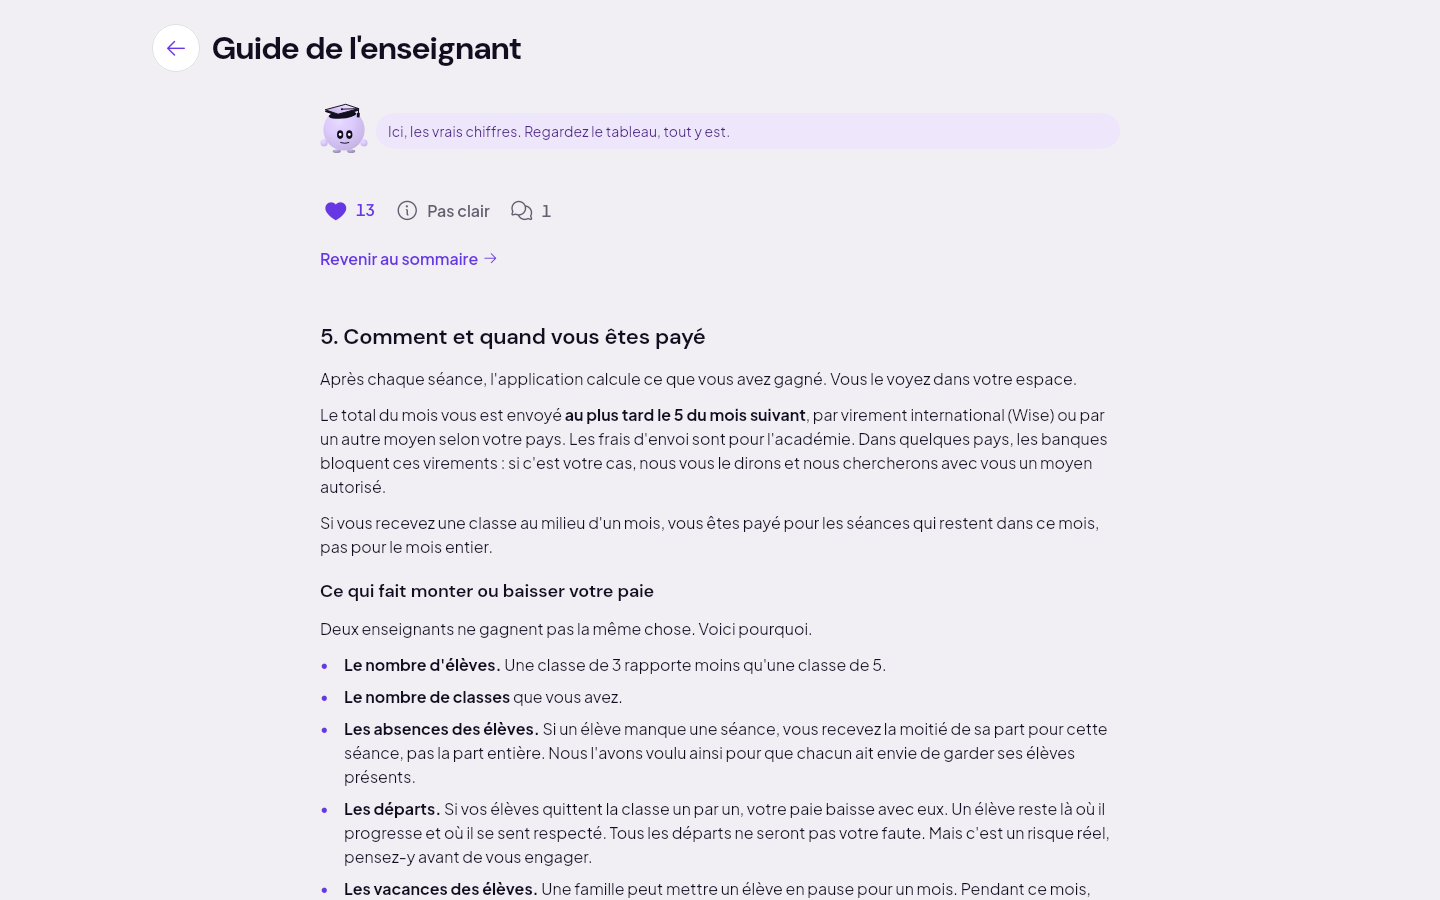 Guide de l'enseignant
Ici, les vrais chiffres. Regardez le tableau, tout y est.
13 Pas clair 1
Revenir au sommaire →
5. Comment et quand vous êtes payé
Après chaque séance, l'application calcule ce que vous avez gagné. Vous le voyez dans votre espace.
Le total du mois vous est envoyé au plus tard le 5 du mois suivant, par virement international (Wise) ou par
un autre moyen selon votre pays. Les frais d'envoi sont pour l'académie. Dans quelques pays, les banques
bloquent ces virements : si c'est votre cas, nous vous le dirons et nous chercherons avec vous un moyen
autorisé.
Si vous recevez une classe au milieu d'un mois, vous êtes payé pour les séances qui restent dans ce mois,
pas pour le mois entier.
Ce qui fait monter ou baisser votre paie
Deux enseignants ne gagnent pas la même chose. Voici pourquoi.
• Le nombre d'élèves. Une classe de 3 rapporte moins qu'une classe de 5.
• Le nombre de classes que vous avez.
• Les absences des élèves. Si un élève manque une séance, vous recevez la moitié de sa part pour cette
séance, pas la part entière. Nous l'avons voulu ainsi pour que chacun ait envie de garder ses élèves
présents.
• Les départs. Si vos élèves quittent la classe un par un, votre paie baisse avec eux. Un élève reste là où il
progresse et où il se sent respecté. Tous les départs ne seront pas votre faute. Mais c'est un risque réel,
pensez-y avant de vous engager.
• Les vacances des élèves. Une famille peut mettre un élève en pause pour un mois. Pendant ce mois,